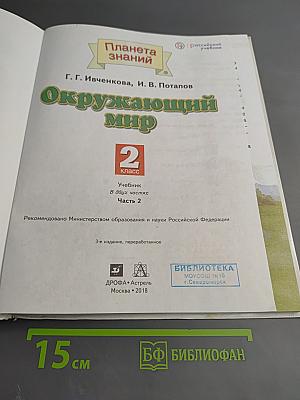 Планета знаний
российский учебник
Г. Г. Ивченкова, И. В. Потапов
Окружающий
мир
2
класс
Учебник
В двух частях
Часть 2
Рекомендовано Министерством образования и науки Российской Федерации
3-е издание, переработанное
ДРОФА • Астрель
Москва • 2018
БИБЛИОТЕКА
г.Североморск
15 см
БФ БИБЛИОФАН